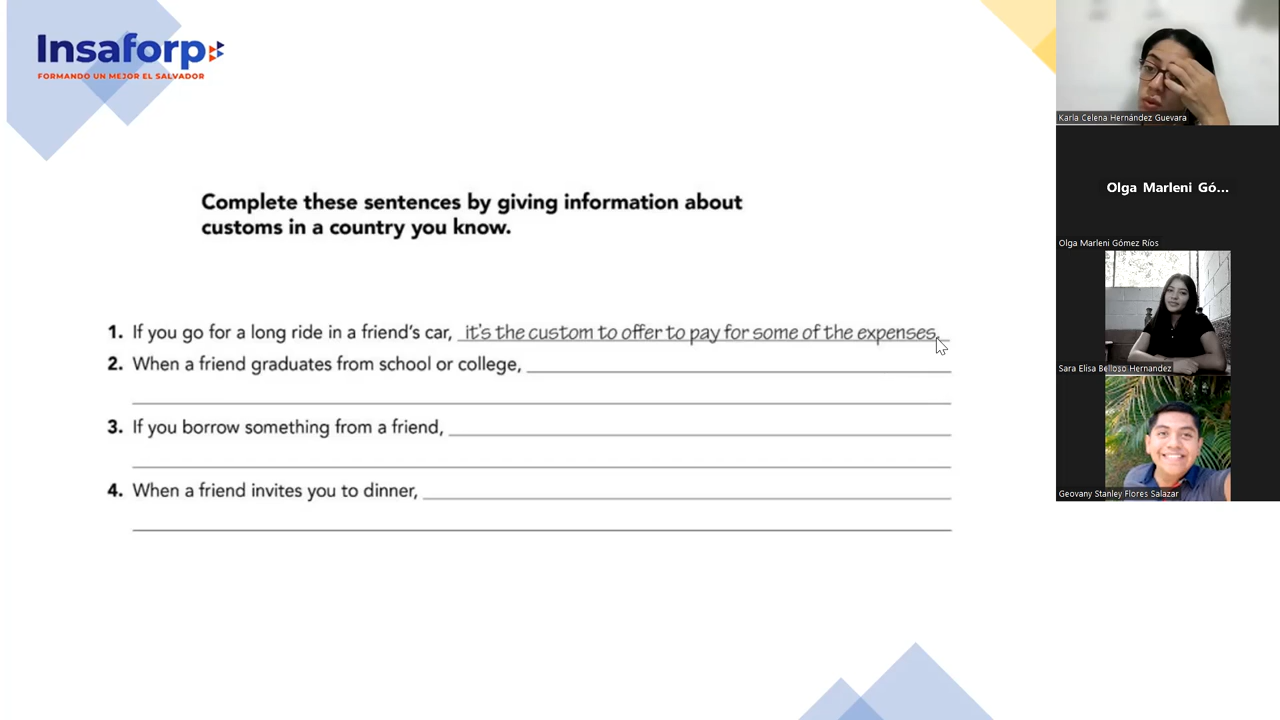 Insaforp
FORMANDO UN MEJOR EL SALVADOR
Complete these sentences by giving information about
customs in a country you know.
1. If you go for a long ride in a friend's car, it's the custom to offer to pay for some of the expenses.
2. When a friend graduates from school or college,
3. If you borrow something from a friend,
4. When a friend invites you to dinner,
Karla Celena Hernández Guevara
Olga Marleni Gó...
Olga Marleni Gómez Ríos
Sara Elisa Belloso Hernandez
Geovany Stanley Flores Salazar